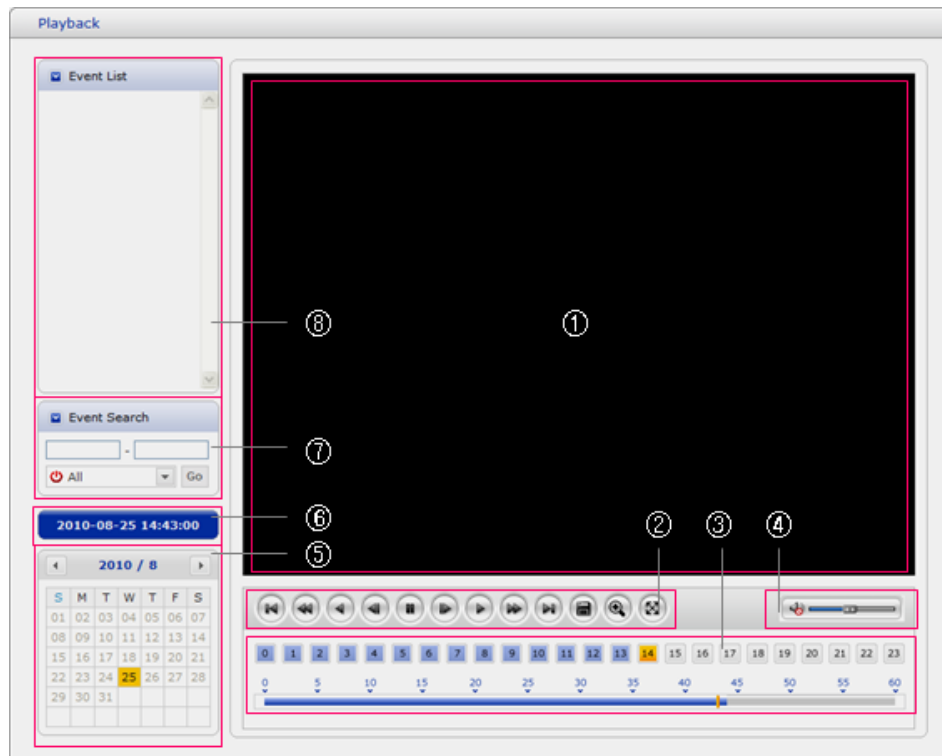 Playback
Event List
⑧
①
Event Search
-
All
Go
⑦
2010-08-25 14:43:00
⑥
②
③
④
⑤
2010 / 8
S M T W T F S
01 02 03 04 05 06 07
08 09 10 11 12 13 14
15 16 17 18 19 20 21
22 23 24 25 26 27 28
29 30 31
0 1 2 3 4 5 6 7 8 9 10 11 12 13 14 15 16 17 18 19 20 21 22 23
0 5 10 15 20 25 30 35 40 45 50 55 60